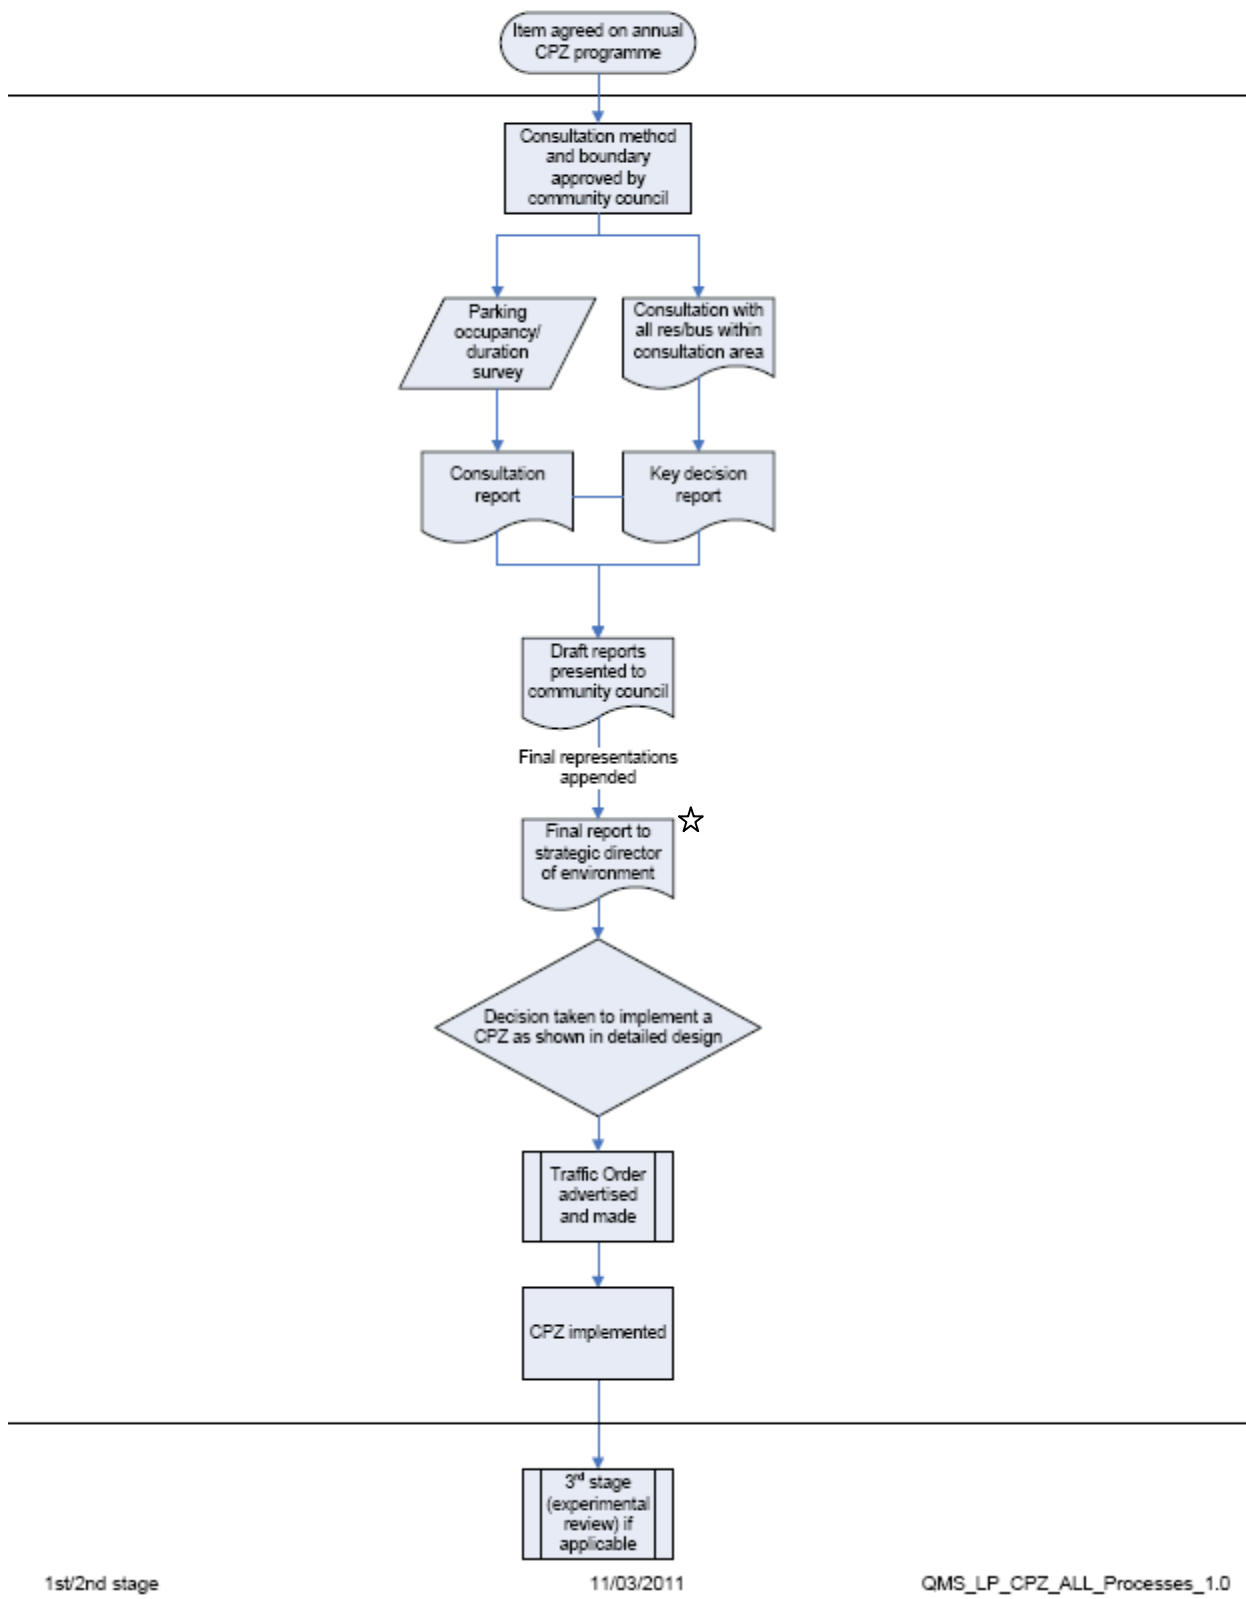 Item agreed on annual
CPZ programme
Consultation method
and boundary
approved by
community council
Parking
occupancy/
duration
survey
Consultation with
all res/bus within
consultation area
Consultation
report
Key decision
report
Draft reports
presented to
community council
Final representations
appended
Final report to
strategic director
of environment
Decision taken to implement a
CPZ as shown in detailed design
Traffic Order
advertised
and made
CPZ implemented
3rd stage
(experimental
review) if
applicable
1st/2nd stage
11/03/2011
QMS_LP_CPZ_ALL_Processes_1.0